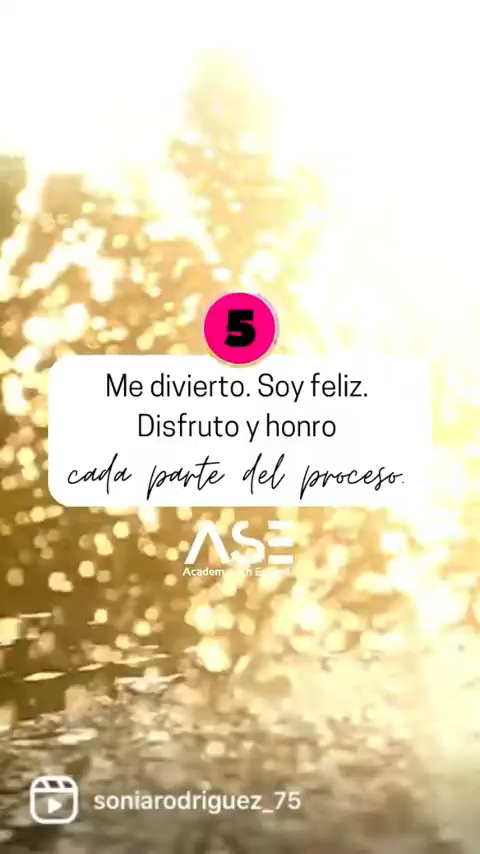 5
Me divierto. Soy feliz.
Disfruto y honro
cada parte del proceso.
ASE
soniarodriguez_75